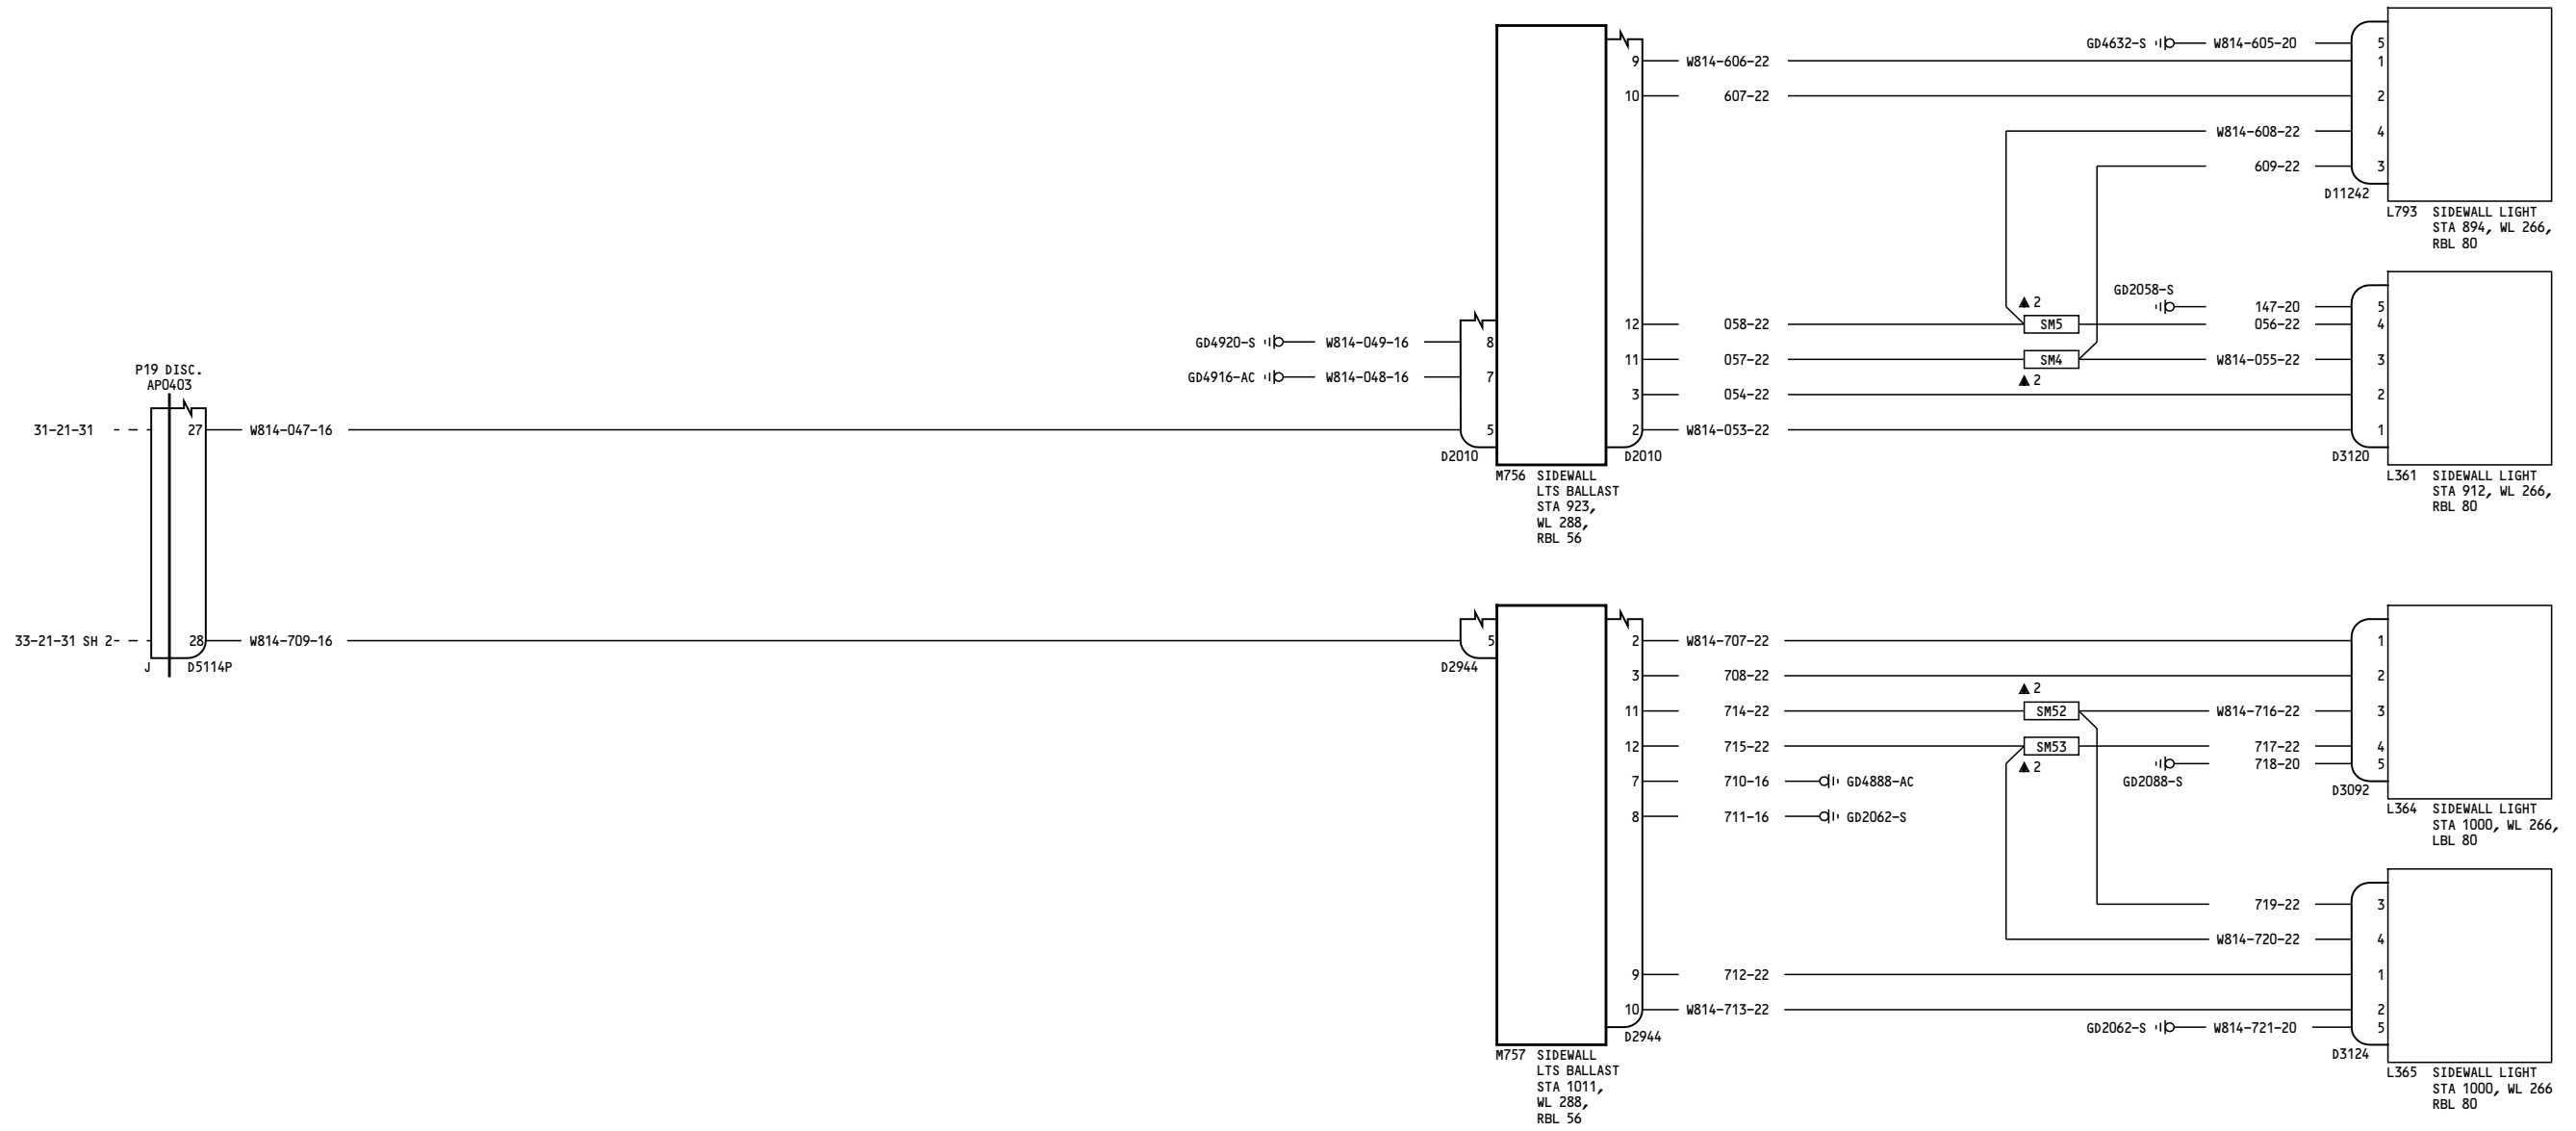 P19 DISC.
AP0403
31-21-31
27
W814-047-16
33-21-31 SH 2
28
W814-709-16
J
D5114P
GD4920-S
W814-049-16
8
GD4916-AC
W814-048-16
7
5
D2010
9
W814-606-22
10
607-22
12
058-22
11
057-22
3
054-22
2
W814-053-22
D2010
M756 SIDEWALL
LTS BALLAST
STA 923,
WL 288,
RBL 56
GD4632-S
W814-605-20
5
1
2
W814-608-22
4
609-22
3
D11242
L793 SIDEWALL LIGHT
STA 894, WL 266,
RBL 80
▲ 2
SM5
SM4
▲ 2
GD2058-S
147-20
5
056-22
4
W814-055-22
3
2
1
D3120
L361 SIDEWALL LIGHT
STA 912, WL 266,
RBL 80
5
D2944
2
W814-707-22
3
708-22
11
714-22
12
715-22
7
710-16
GD4888-AC
8
711-16
GD2062-S
9
712-22
10
W814-713-22
D2944
M757 SIDEWALL
LTS BALLAST
STA 1011,
WL 288,
RBL 56
▲ 2
SM52
SM53
▲ 2
1
2
W814-716-22
3
717-22
4
718-20
5
GD2088-S
D3092
L364 SIDEWALL LIGHT
STA 1000, WL 266,
LBL 80
719-22
3
W814-720-22
4
1
2
GD2062-S
W814-721-20
5
D3124
L365 SIDEWALL LIGHT
STA 1000, WL 266
RBL 80